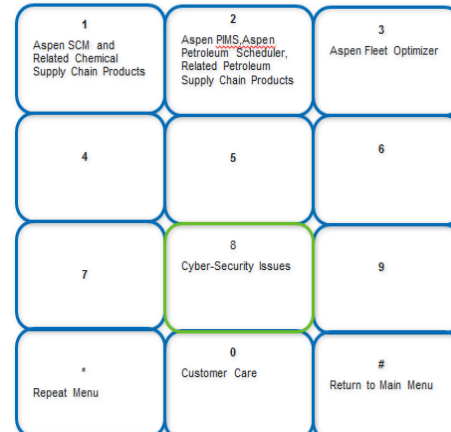 1
Aspen SCM and
Related Chemical
Supply Chain Products
2
Aspen PIMS,Aspen
Petroleum Scheduler,
Related Petroleum
Supply Chain Products
3
Aspen Fleet Optimizer
4
5
6
7
8
Cyber-Security Issues
9
*
Repeat Menu
0
Customer Care
#
Return to Main Menu